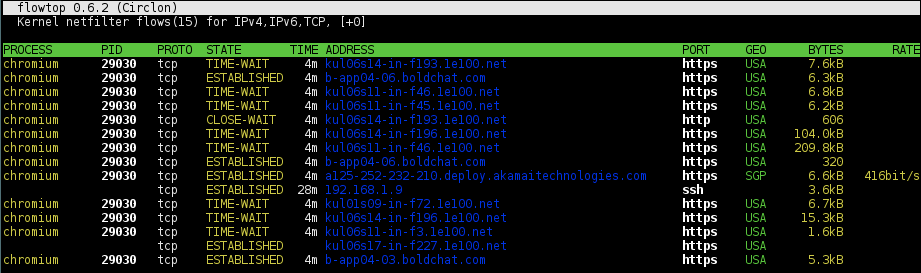 flowtop 0.6.2 (Circlon)
Kernel netfilter flows(15) for IPv4,IPv6,TCP, [+0]
PROCESS PID PROTO STATE TIME ADDRESS PORT GEO BYTES RATE
chromium 29030 tcp TIME-WAIT 4m kul06s14-in-f193.1e100.net https USA 7.6kB
chromium 29030 tcp ESTABLISHED 4m b-app04-06.boldchat.com https USA 6.3kB
chromium 29030 tcp TIME-WAIT 4m kul06s11-in-f46.1e100.net https USA 6.8kB
chromium 29030 tcp TIME-WAIT 4m kul06s11-in-f45.1e100.net https USA 6.2kB
chromium 29030 tcp CLOSE-WAIT 4m kul06s14-in-f193.1e100.net http USA 606
chromium 29030 tcp TIME-WAIT 4m kul06s14-in-f196.1e100.net https USA 104.0kB
chromium 29030 tcp TIME-WAIT 4m kul06s11-in-f46.1e100.net https USA 209.8kB
chromium 29030 tcp ESTABLISHED 4m b-app04-06.boldchat.com https USA 320
chromium 29030 tcp ESTABLISHED 4m a125-252-232-210.deploy.akamaitechnologies.com https SGP 6.6kB 416bit/s
tcp ESTABLISHED 28m 192.168.1.9 ssh 3.6kB
chromium 29030 tcp TIME-WAIT 4m kul01s09-in-f72.1e100.net https USA 6.7kB
chromium 29030 tcp TIME-WAIT 4m kul06s14-in-f196.1e100.net https USA 15.3kB
chromium 29030 tcp TIME-WAIT 4m kul06s11-in-f3.1e100.net https USA 1.6kB
tcp ESTABLISHED kul06s17-in-f227.1e100.net https USA
chromium 29030 tcp ESTABLISHED 4m b-app04-03.boldchat.com https USA 5.3kB